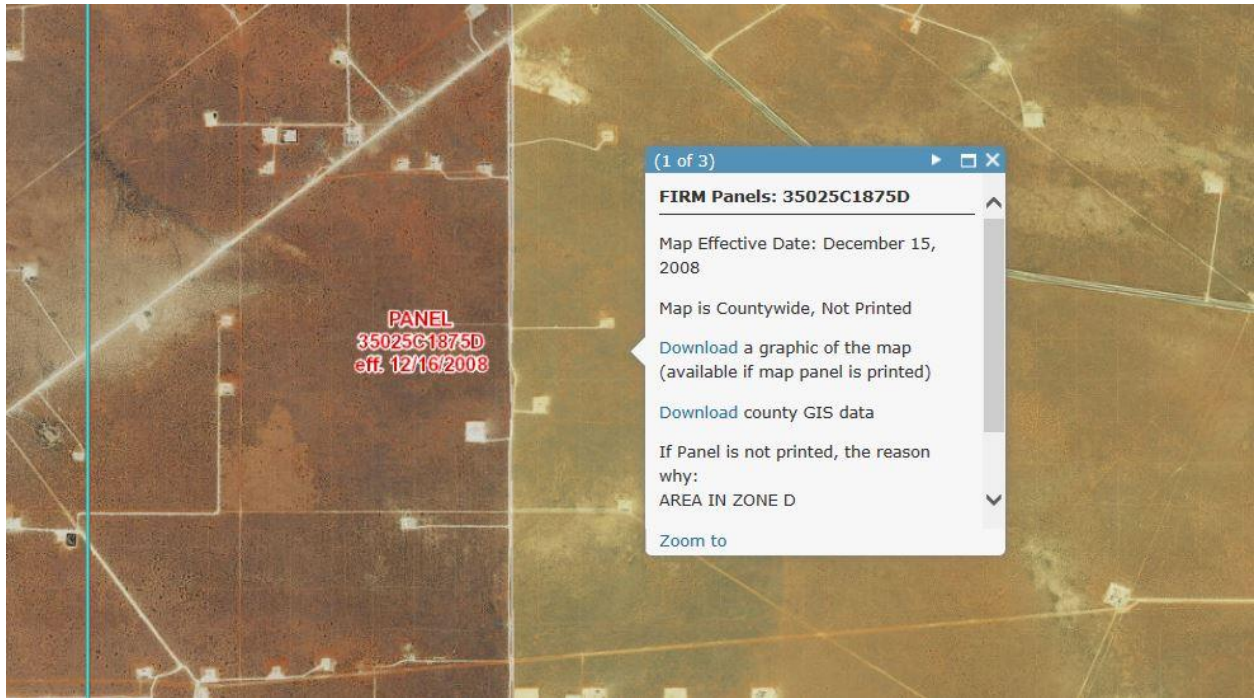 PANEL
35025C1875D
eff. 12/16/2008
(1 of 3)
FIRM Panels: 35025C1875D
Map Effective Date: December 15,
2008
Map is Countywide, Not Printed
Download a graphic of the map
(available if map panel is printed)
Download county GIS data
If Panel is not printed, the reason
why:
AREA IN ZONE D
Zoom to